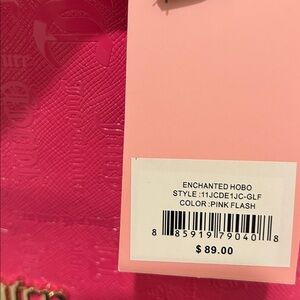 ENCHANTED HOBO
STYLE :11JCDE1JC-GLF
COLOR :PINK FLASH
8 85919 79040 8
$ 89.00